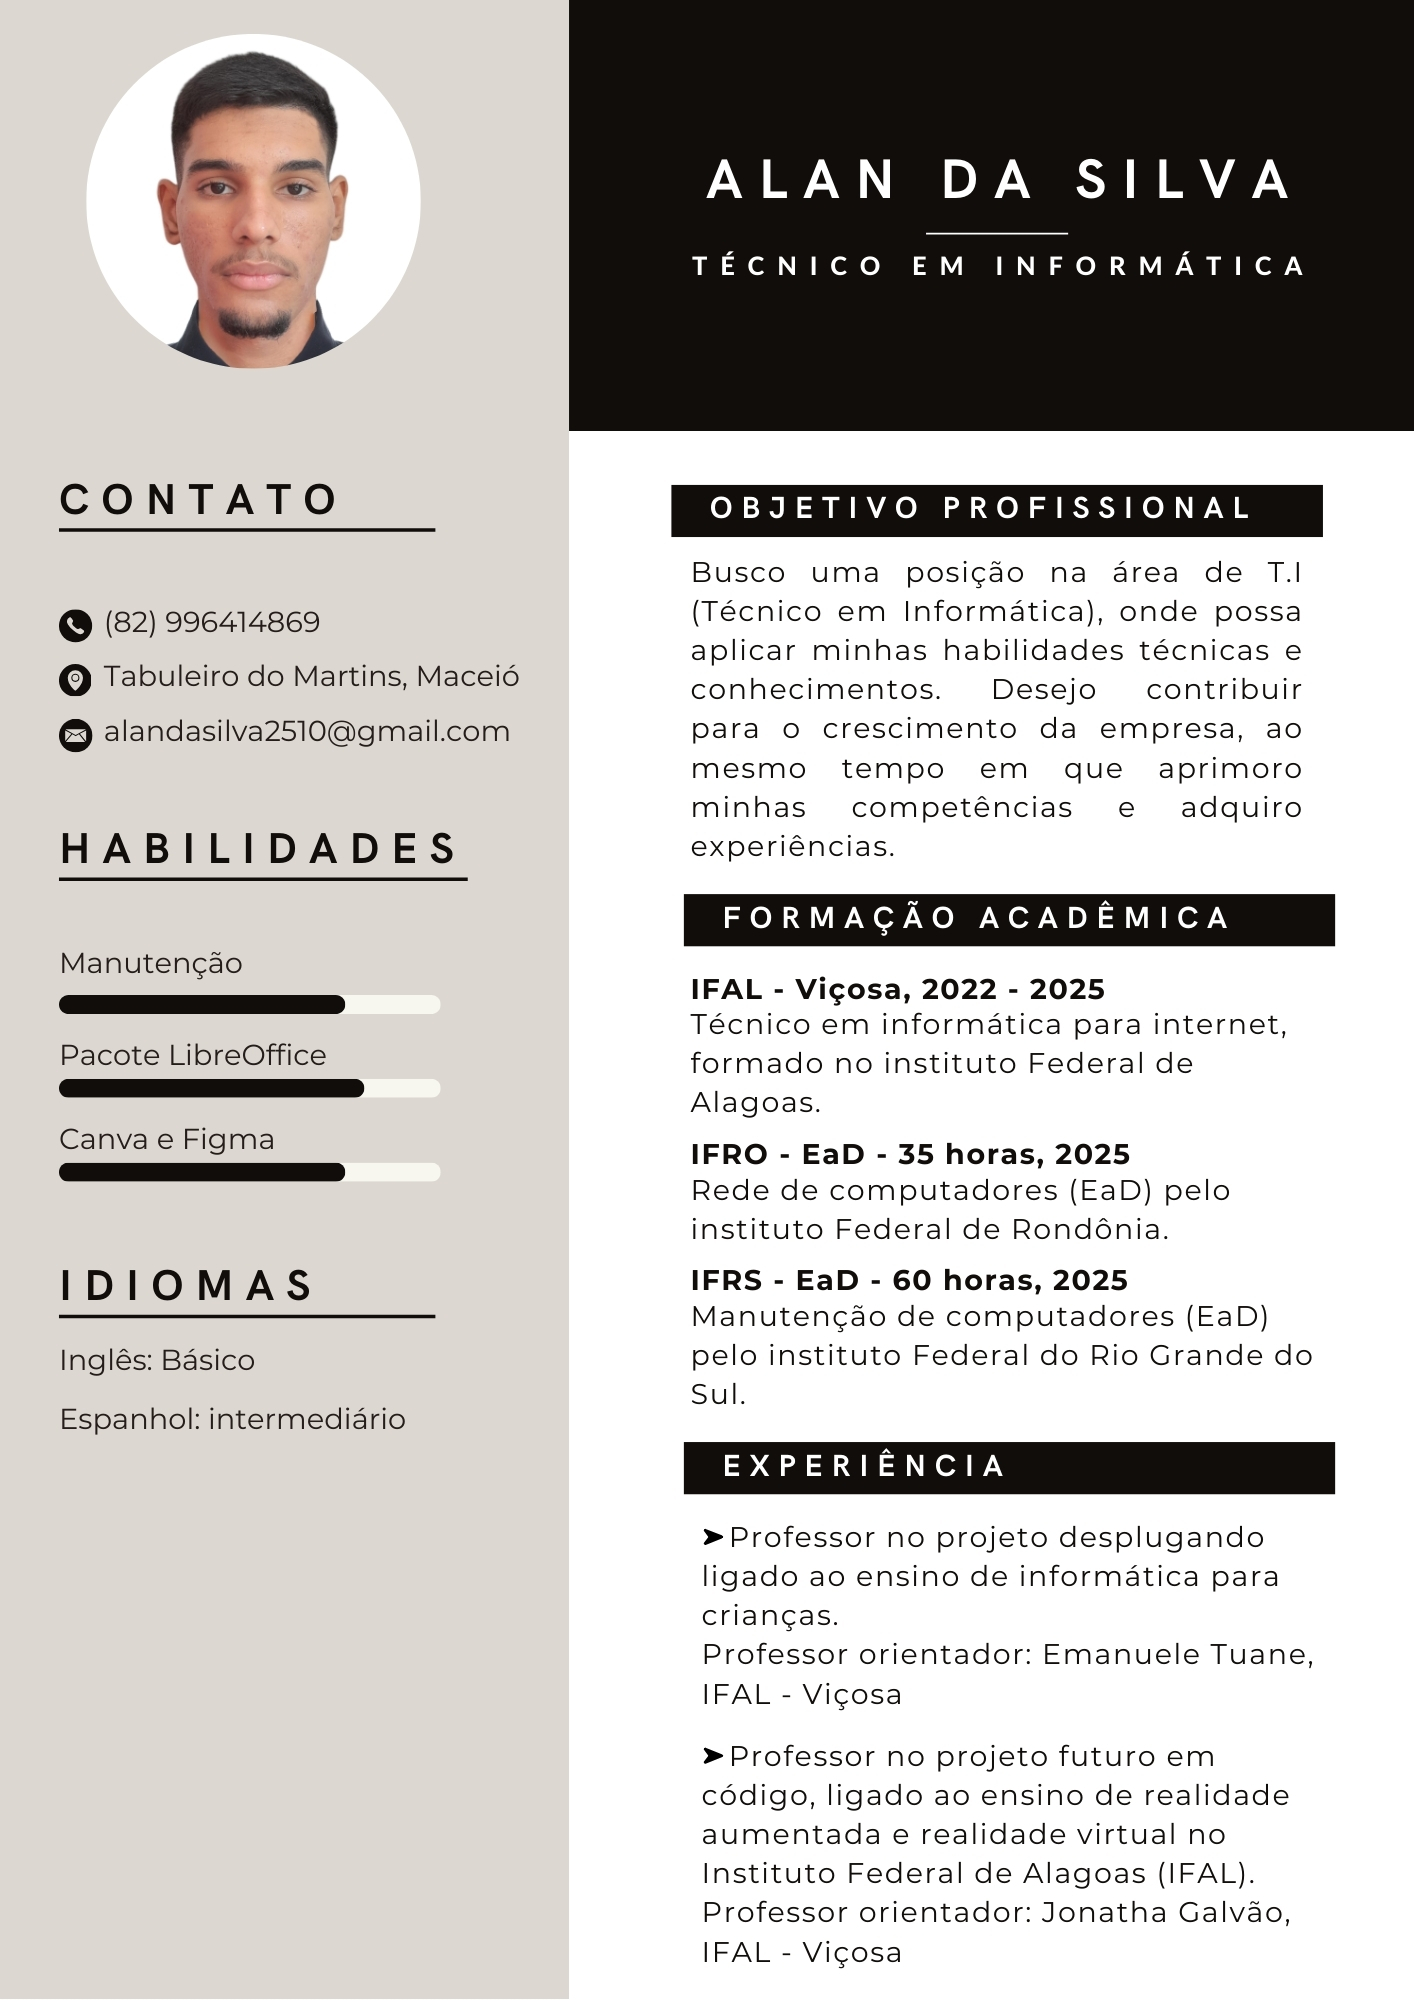 ALAN DA SILVA
TÉCNICO EM INFORMÁTICA
CONTATO
(82) 996414869
Tabuleiro do Martins, Maceió
alandasilva2510@gmail.com
HABILIDADES
Manutenção
Pacote LibreOffice
Canva e Figma
IDIOMAS
Inglês: Básico
Espanhol: intermediário
OBJETIVO PROFISSIONAL
Busco uma posição na área de T.I
(Técnico em Informática), onde possa
aplicar minhas habilidades técnicas e
conhecimentos. Desejo contribuir
para o crescimento da empresa, ao
mesmo tempo em que aprimoro
minhas competências e adquiro
experiências.
FORMAÇÃO ACADÊMICA
IFAL - Viçosa, 2022 - 2025
Técnico em informática para internet,
formado no instituto Federal de
Alagoas.
IFRO - EaD - 35 horas, 2025
Rede de computadores (EaD) pelo
instituto Federal de Rondônia.
IFRS - EaD - 60 horas, 2025
Manutenção de computadores (EaD)
pelo instituto Federal do Rio Grande do
Sul.
EXPERIÊNCIA
➤Professor no projeto desplugando
ligado ao ensino de informática para
crianças.
Professor orientador: Emanuele Tuane,
IFAL - Viçosa
➤Professor no projeto futuro em
código, ligado ao ensino de realidade
aumentada e realidade virtual no
Instituto Federal de Alagoas (IFAL).
Professor orientador: Jonatha Galvão,
IFAL - Viçosa